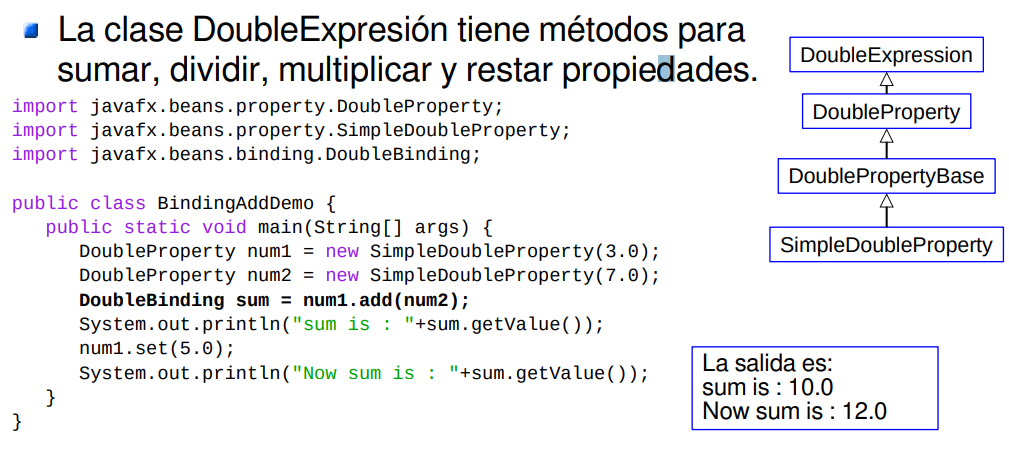 La clase DoubleExpresión tiene métodos para
sumar, dividir, multiplicar y restar propiedades.
import javafx.beans.property.DoubleProperty;
import javafx.beans.property.SimpleDoubleProperty;
import javafx.beans.binding.DoubleBinding;
public class BindingAddDemo {
public static void main(String[] args) {
DoubleProperty num1 = new SimpleDoubleProperty(3.0);
DoubleProperty num2 = new SimpleDoubleProperty(7.0);
DoubleBinding sum = num1.add(num2);
System.out.println("sum is : "+sum.getValue());
num1.set(5.0);
System.out.println("Now sum is : "+sum.getValue());
}
}
DoubleExpression
DoubleProperty
DoublePropertyBase
SimpleDoubleProperty
La salida es:
sum is : 10.0
Now sum is : 12.0